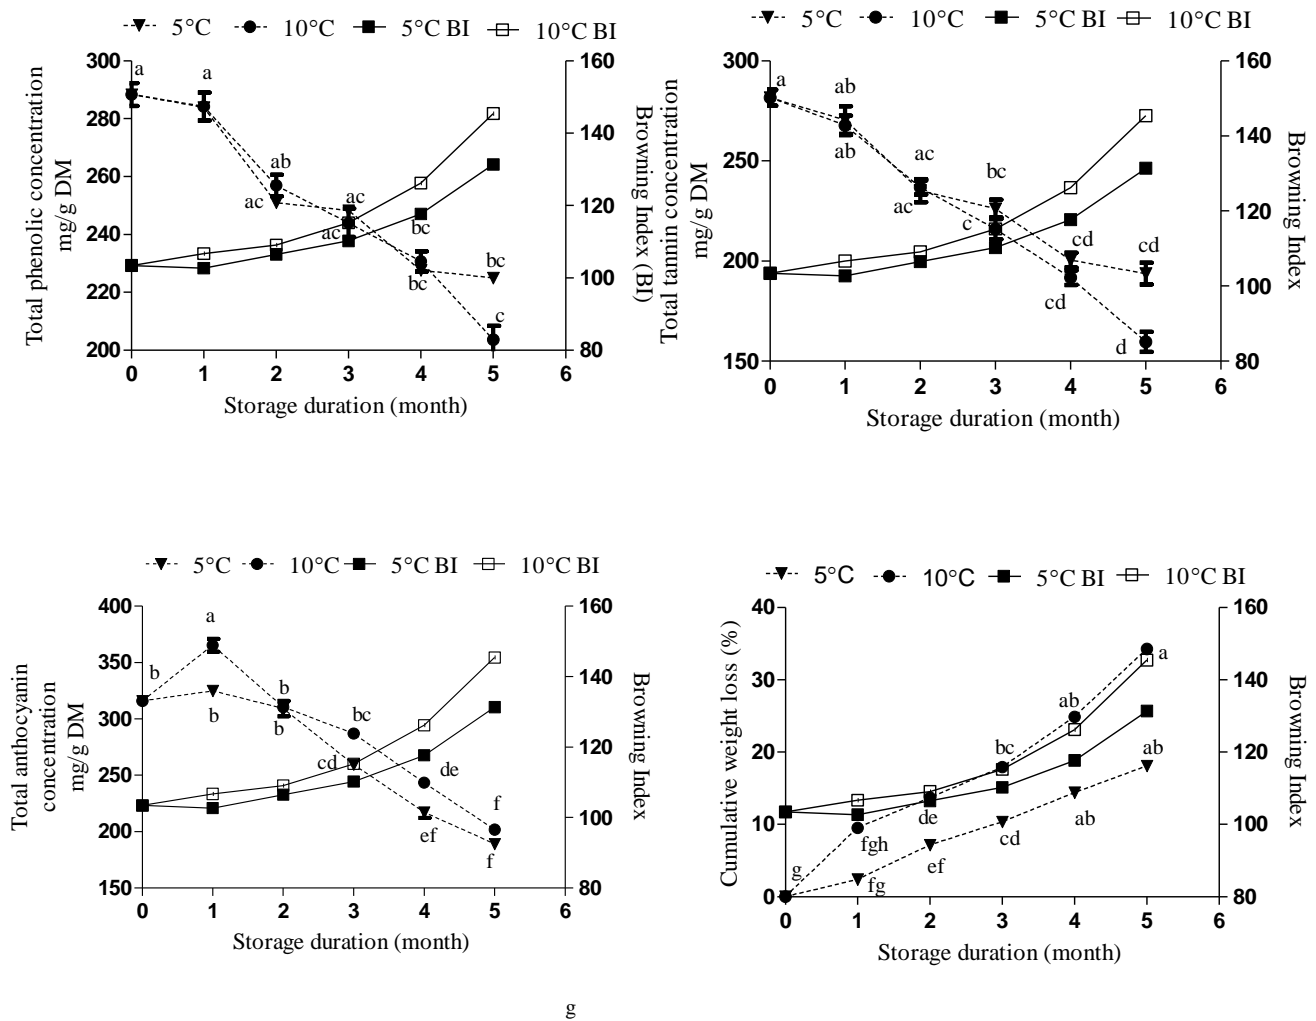 5°C 10°C 5°C BI 10°C BI
Total phenolic concentration
mg/g DM
300
280
260
240
220
200
160
140
120
100
80
Browning
Index (BI)
a
a
ab
ac
ac
ac
bc
bc
bc
c
0 1 2 3 4 5 6
Storage duration (month)
5°C 10°C 5°C BI 10°C BI
Total tannin concentration
mg/g DM
300
250
200
150
160
140
120
100
80
Browning
Index
a
ab
ab
ac
ac
bc
c
cd
cd
cd
d
0 1 2 3 4 5 6
Storage duration (month)
5°C 10°C 5°C BI 10°C BI
Total anthocyanin
concentration
mg/g DM
400
350
300
250
200
150
160
140
120
100
80
Browning Index
b
a
b
b
b
bc
cd
de
ef
f
f
0 1 2 3 4 5 6
Storage duration (month)
5°C 10°C 5°C BI 10°C BI
Cumulative weight loss (%)
40
30
20
10
0
160
140
120
100
80
Browning
Index
g
fgh
fg
de
ef
bc
cd
ab
ab
a
ab
0 1 2 3 4 5 6
Storage duration (month)
g